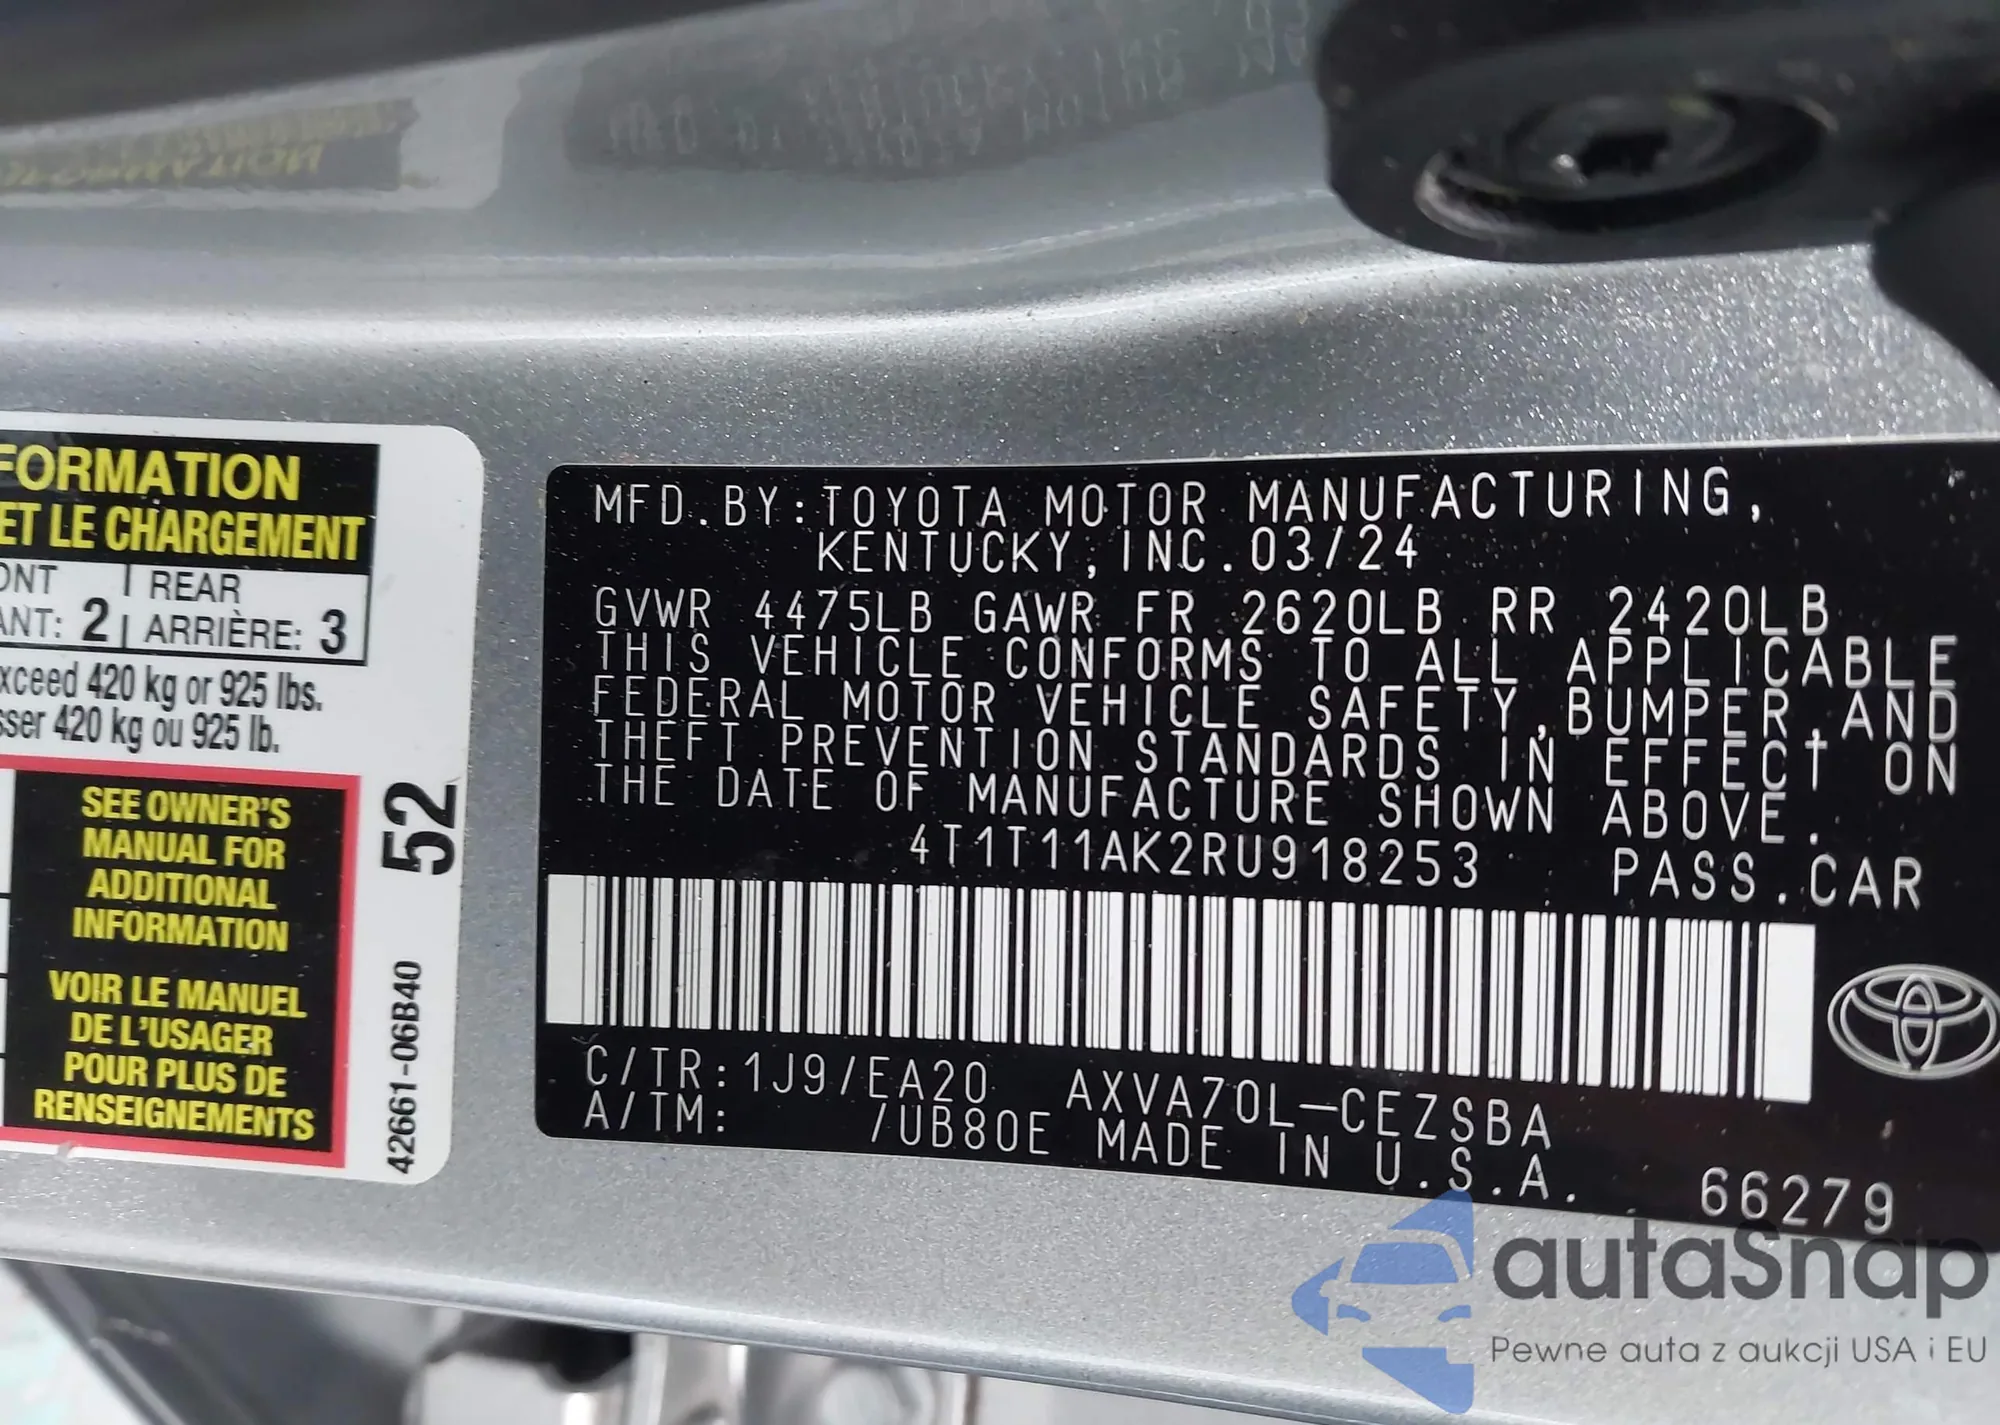 FORMATION
ET LE CHARGEMENT
REAR
2 ARRIÈRE: 3
420 kg or 925 lbs.
420 kg ou 925 lb.
SEE OWNER'S
MANUAL FOR
ADDITIONAL
INFORMATION
VOIR LE MANUEL
DE L'USAGER
POUR PLUS DE
RENSEIGNEMENTS
52
42661-06B40
MFD.BY:TOYOTA MOTOR MANUFACTURING,
KENTUCKY,INC.03/24
GVWR 4475LB GAWR FR 2620LB RR 2420LB
THIS VEHICLE CONFORMS TO ALL APPLICABLE
FEDERAL MOTOR VEHICLE SAFETY,BUMPER,AND
THEFT PREVENTION STANDARDS IN EFFECT ON
THE DATE OF MANUFACTURE SHOWN ABOVE.
4T1T11AK2RU918253 PASS.CAR
C/TR:1J9/EA20 AXVA70L-CEZSBA
A/TM: /UB80E MADE IN U.S.A.
66279
autaSnap
Pewne auta z aukcji USA i EU